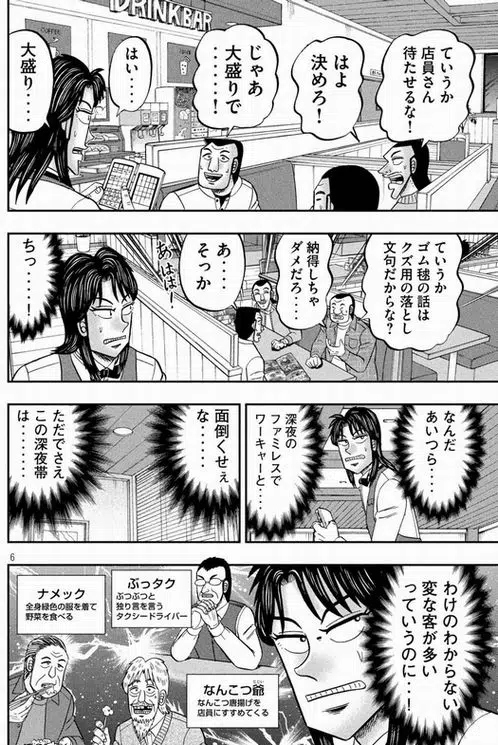 DRINKBAR
ていうか
店員さん
待たせるな!
はよ
決めろ!
じゃあ
大盛りで
‥‥‥!
はい‥‥
大盛り‥‥
ていうか
ゴム毬の話は
クズ用の落とし
文句だからな?
納得しちゃ
ダメだろ‥‥
あ‥‥
そっか
あはは!
ちっ‥‥‥!
なんだ
あいつら‥‥
深夜の
ファミレスで
ワーキャーと‥‥
面倒くせぇ
な‥‥‥
ただでさえ
この深夜帯
は‥‥‥
6
わけのわからない
変な客が多い
っていうのに‥‥!
ぶっタク
ぶつぶつと
独り言を言う
タクシードライバー
ナメック
全身緑色の服を着て
野菜を食べる
なんこつ爺
なんこつ唐揚げを
店員にすすめてくる